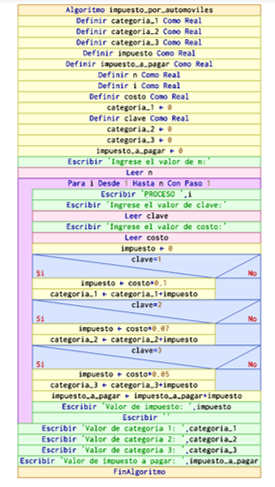 Algoritmo impuesto_por_automoviles
Definir categoria_1 Como Real
Definir categoria_2 Como Real
Definir categoria_3 Como Real
Definir impuesto Como Real
Definir impuesto_a_pagar Como Real
Definir n Como Real
Definir i Como Real
Definir costo Como Real
categoria_1 ← 0
Definir clave Como Real
categoria_2 ← 0
categoria_3 ← 0
impuesto_a_pagar ← 0
Escribir 'Ingrese el valor de n:'
Leer n
Para i Desde 1 Hasta n Con Paso 1
Escribir 'PROCESO ',i
Escribir 'Ingrese el valor de clave:'
Leer clave
Escribir 'Ingrese el valor de costo:'
Leer costo
impuesto ← 0
clave=1
Si No
impuesto ← costo*0.1
categoria_1 ← categoria_1+impuesto
clave=2
Si No
impuesto ← costo*0.07
categoria_2 ← categoria_2+impuesto
clave=3
Si No
impuesto ← costo*0.05
categoria_3 ← categoria_3+impuesto
impuesto_a_pagar ← impuesto_a_pagar+impuesto
Escribir 'Valor de impuesto: ',impuesto
Escribir ''
Escribir 'Valor de categoria 1: ',categoria_1
Escribir 'Valor de categoria 2: ',categoria_2
Escribir 'Valor de categoria 3: ',categoria_3
Escribir 'Valor de impuesto a pagar: ',impuesto_a_pagar
FinAlgoritmo